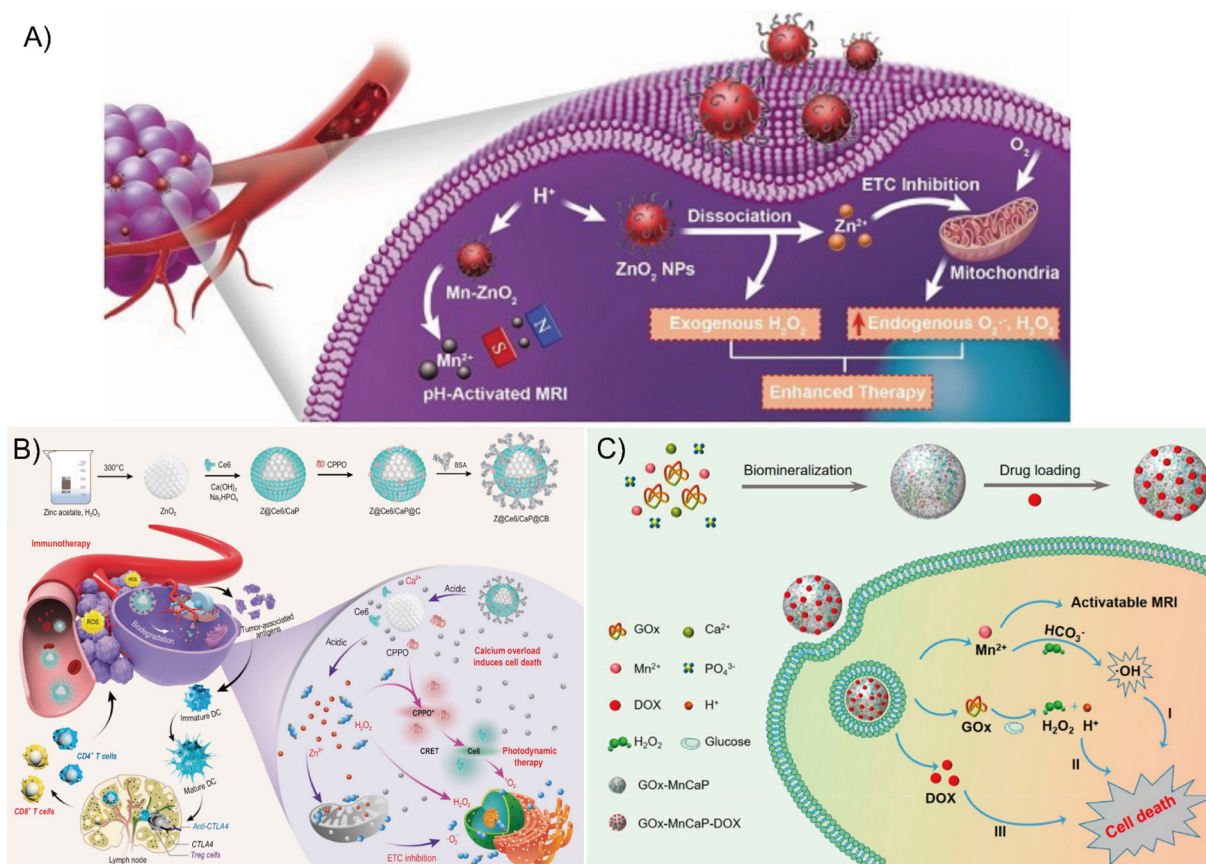 A)
H⁺
O₂
ETC Inhibition
Dissociation
Zn²⁺
ZnO₂ NPs
Mitochondria
Mn-ZnO₂
N
S
Mn²⁺
pH-Activated MRI
Exogenous H₂O₂
Endogenous O₂·⁻, H₂O₂
Enhanced Therapy
B)
300°C
Ce6
Ca(OH)₂
Na₂HPO₄
CPPO
BSA
Zinc acetate, H₂O₂
ZnO₂
Z@Ce6/CaP
Z@Ce6/CaP@C
Z@Ce6/CaP@CB
Immunotherapy
ROS
ROS
Biodegradation
Tumor-associated
antigens
Immature DC
Mature DC
CD4⁺ T cells
CD8⁺ T cells
Anti-CTLA4
CTLA4
Treg cells
Lymph node
Ca²⁺
Ce6
Acidic
Acidic
CPPO
Calcium overload
induces cell death
H₂O₂
CPPO*
Zn²⁺
CRET
Ce6
Photodynamic
therapy
¹O₂
H₂O₂
·O₂⁻
ETC inhibition
C)
Biomineralization
Drug loading
GOx
Ca²⁺
Mn²⁺
PO₄³⁻
DOX
H⁺
H₂O₂
Glucose
GOx-MnCaP
GOx-MnCaP-DOX
Activatable MRI
Mn²⁺
HCO₃⁻
·OH
I
GOx
H₂O₂ + H⁺
II
DOX
III
Cell death